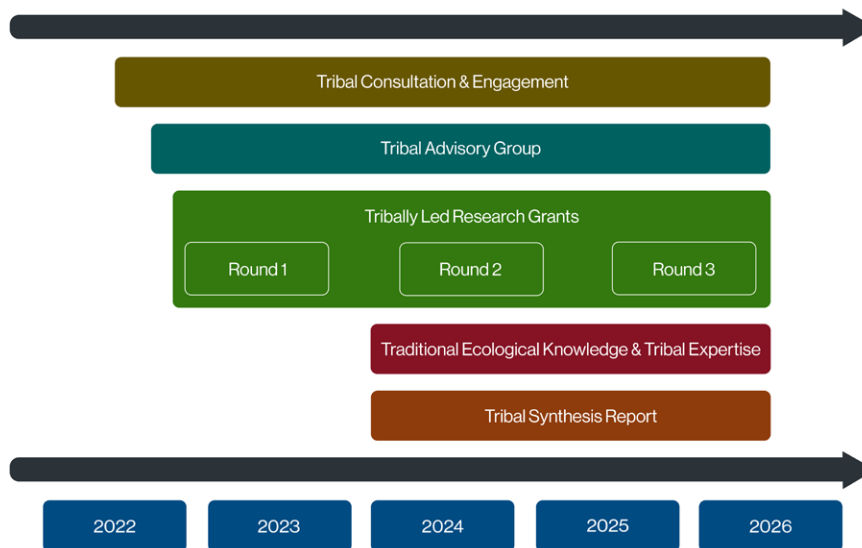 Tribal Consultation & Engagement
Tribal Advisory Group
Tribally Led Research Grants
Round 1
Round 2
Round 3
Traditional Ecological Knowledge & Tribal Expertise
Tribal Synthesis Report
2022
2023
2024
2025
2026